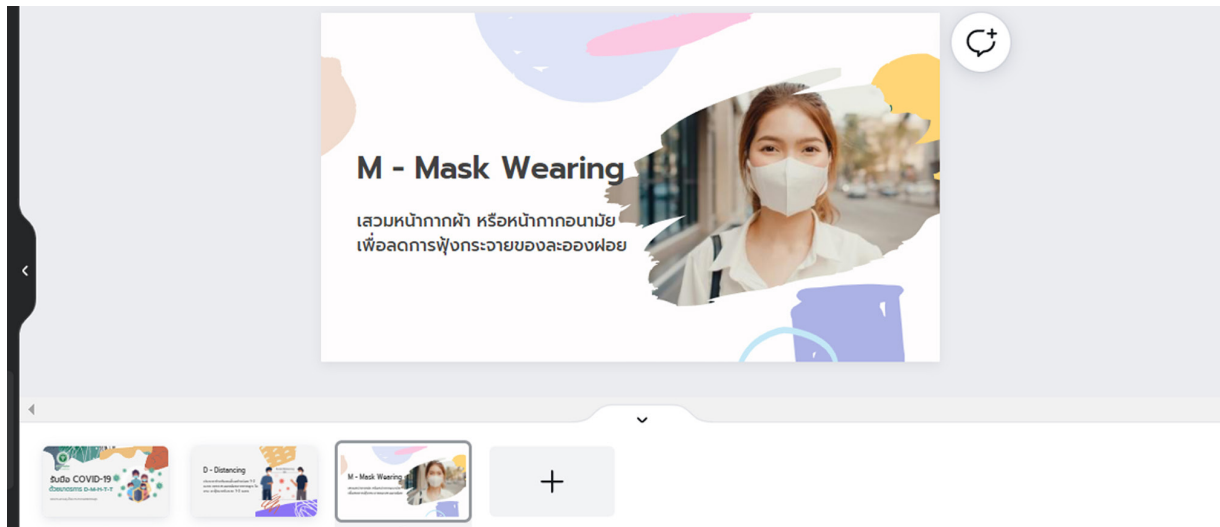 M - Mask Wearing
เสวมหน้ากากผ้า หรือหน้ากากอนามัย
เพื่อลดการฟุ้งกระจายของละอองฝอย
รับมือ COVID-19
ด้วยมาตรการ D-M-H-T-T
D - Distancing
M - Mask Wearing